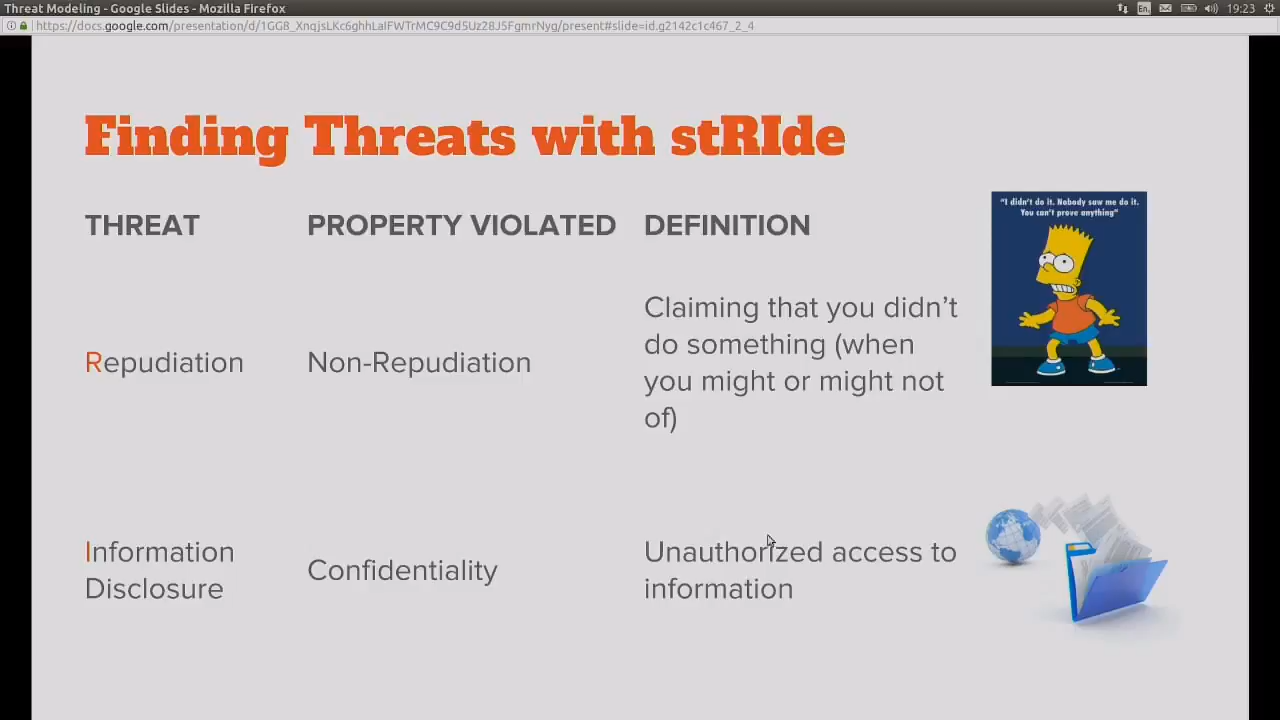 Threat Modeling - Google Slides - Mozilla Firefox
En
19:23
https://docs.google.com/presentation/d/1GG8_XnqjsLKc6ghhLaIFWTrMC9C9d5Uz28J5FgmrNyg/present#slide=id.g2142c1c467_2_4
Finding Threats with stRIde
THREAT PROPERTY VIOLATED DEFINITION
"I didn't do it. Nobody saw me do it.
You can't prove anything"
Repudiation
Non-Repudiation
Claiming that you didn't
do something (when
you might or might not
of)
Information
Disclosure
Confidentiality
Unauthorized access to
information